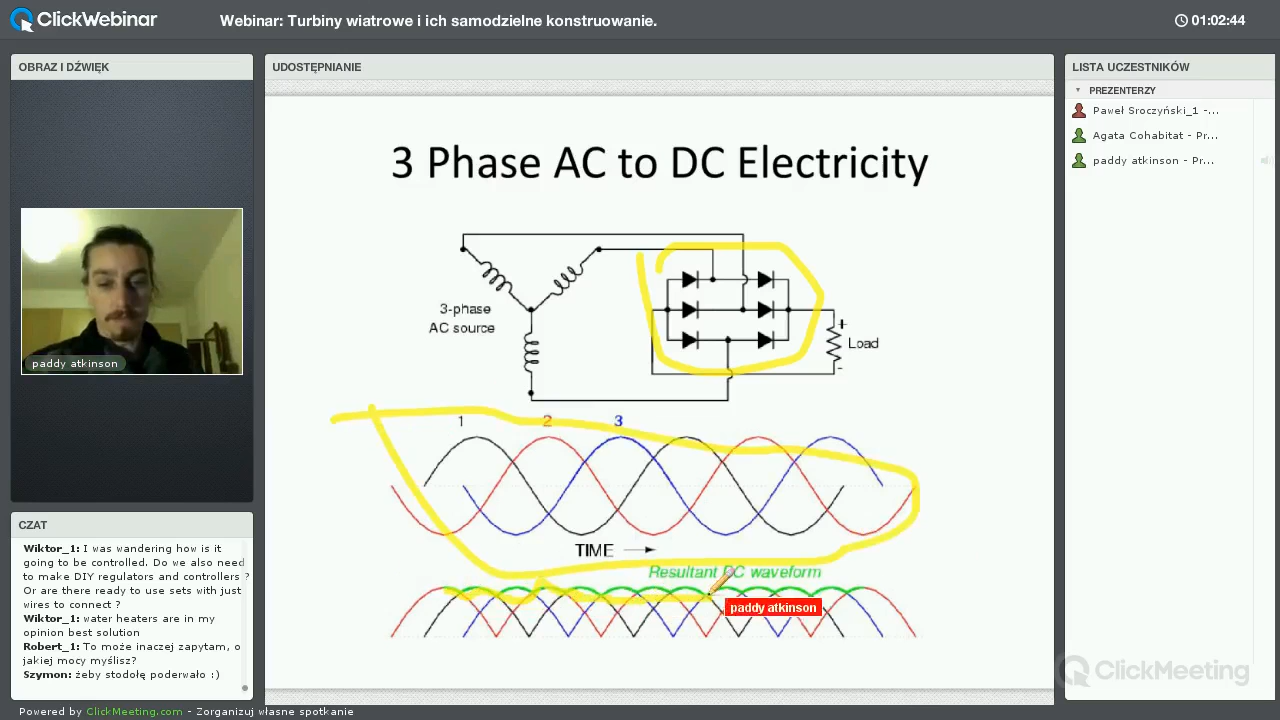 ClickWebinar
Webinar: Turbiny wiatrowe i ich samodzielne konstruowanie.
01:02:44
OBRAZ I DŹWIĘK
paddy atkinson
CZAT
Wiktor_1: I was wandering how is it
going to be controlled. Do we also need
to make DIY regulators and controllers ?
Or are there ready to use sets with just
wires to connect ?
Wiktor_1: water heaters are in my
opinion best solution
Robert_1: To może inaczej zapytam, o
jakiej mocy myślisz?
Szymon: żeby stodołę poderwało :)
UDOSTĘPNIANIE
3 Phase AC to DC Electricity
3-phase
AC source
+
Load
-
1 2 3
TIME
Resultant DC waveform
paddy atkinson
LISTA UCZESTNIKÓW
PREZENTERZY
Paweł Sroczyński_1 -...
Agata Cohabitat - Pr...
paddy atkinson - Pr...
ClickMeeting
Powered by ClickMeeting.com - Zorganizuj własne spotkanie